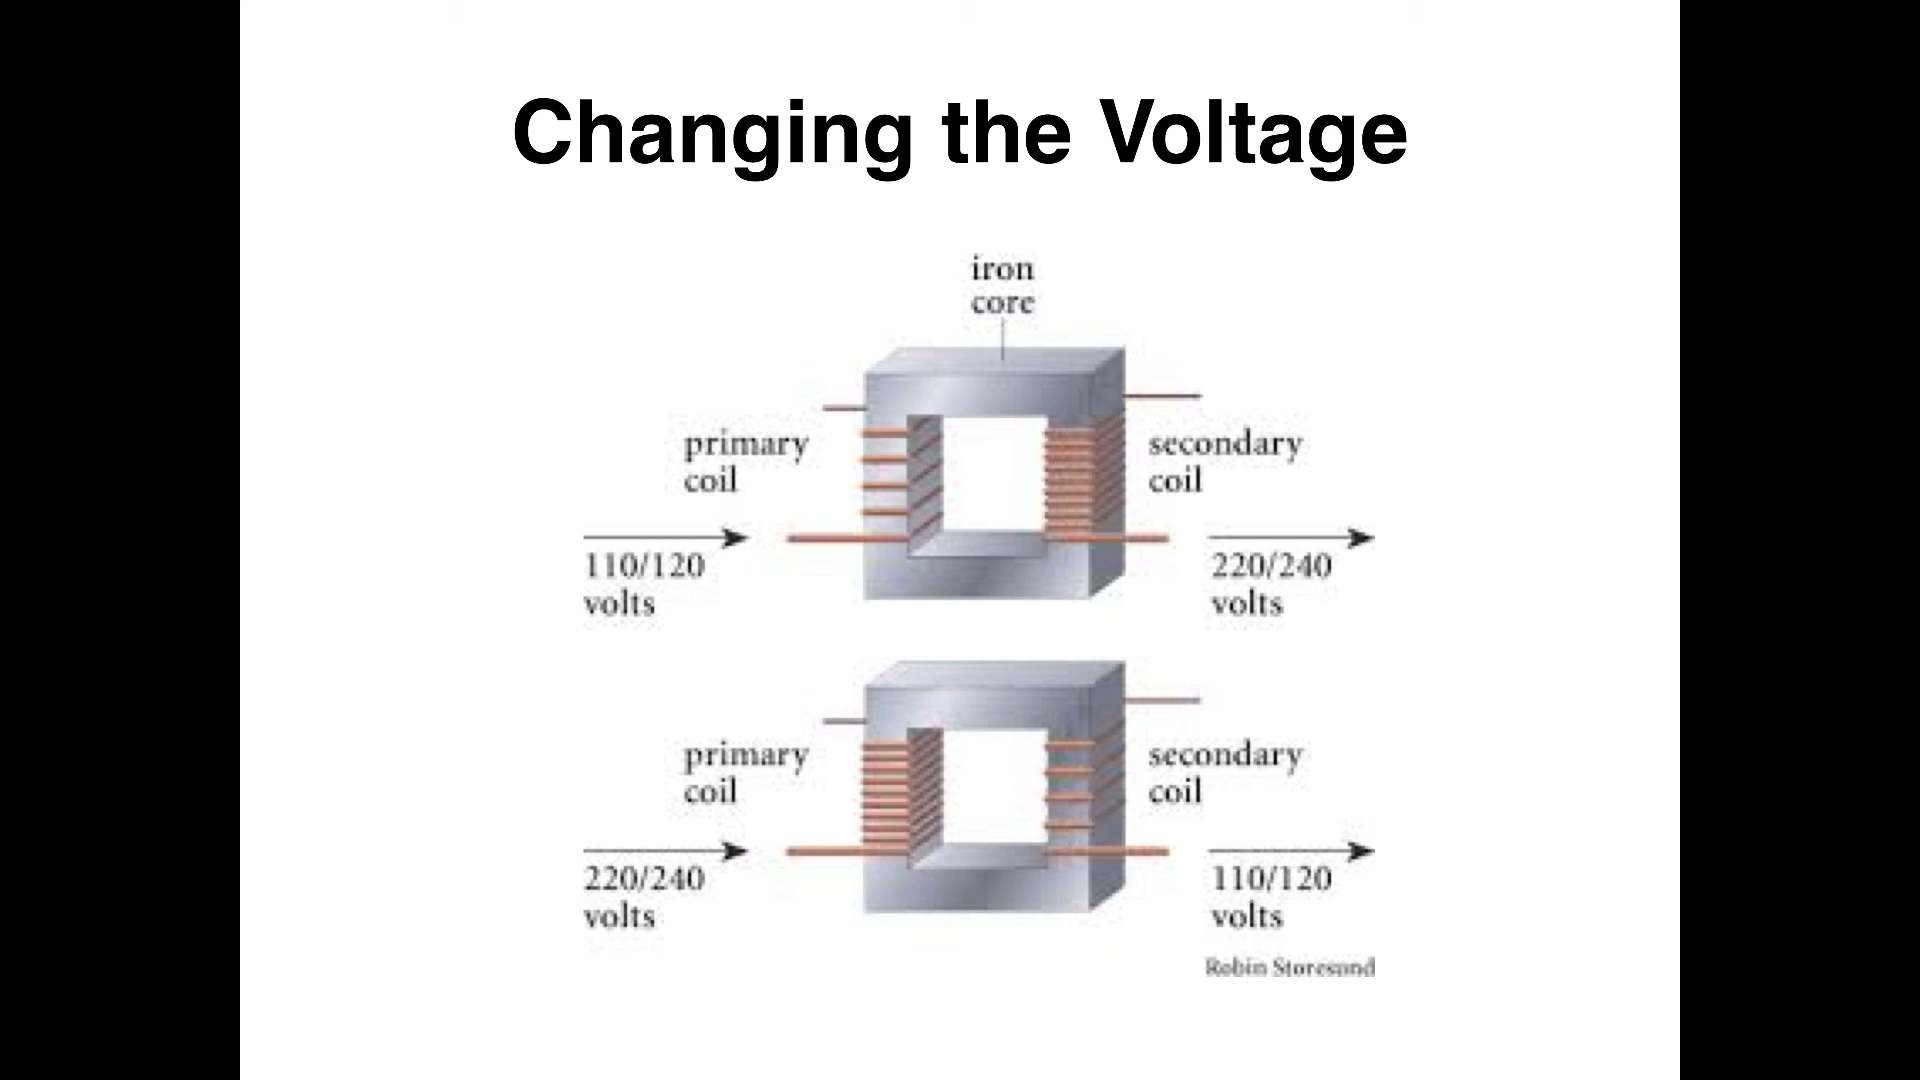 Changing the Voltage
iron
core
primary
coil
secondary
coil
110/120
volts
220/240
volts
primary
coil
secondary
coil
220/240
volts
110/120
volts
Robin Storesund